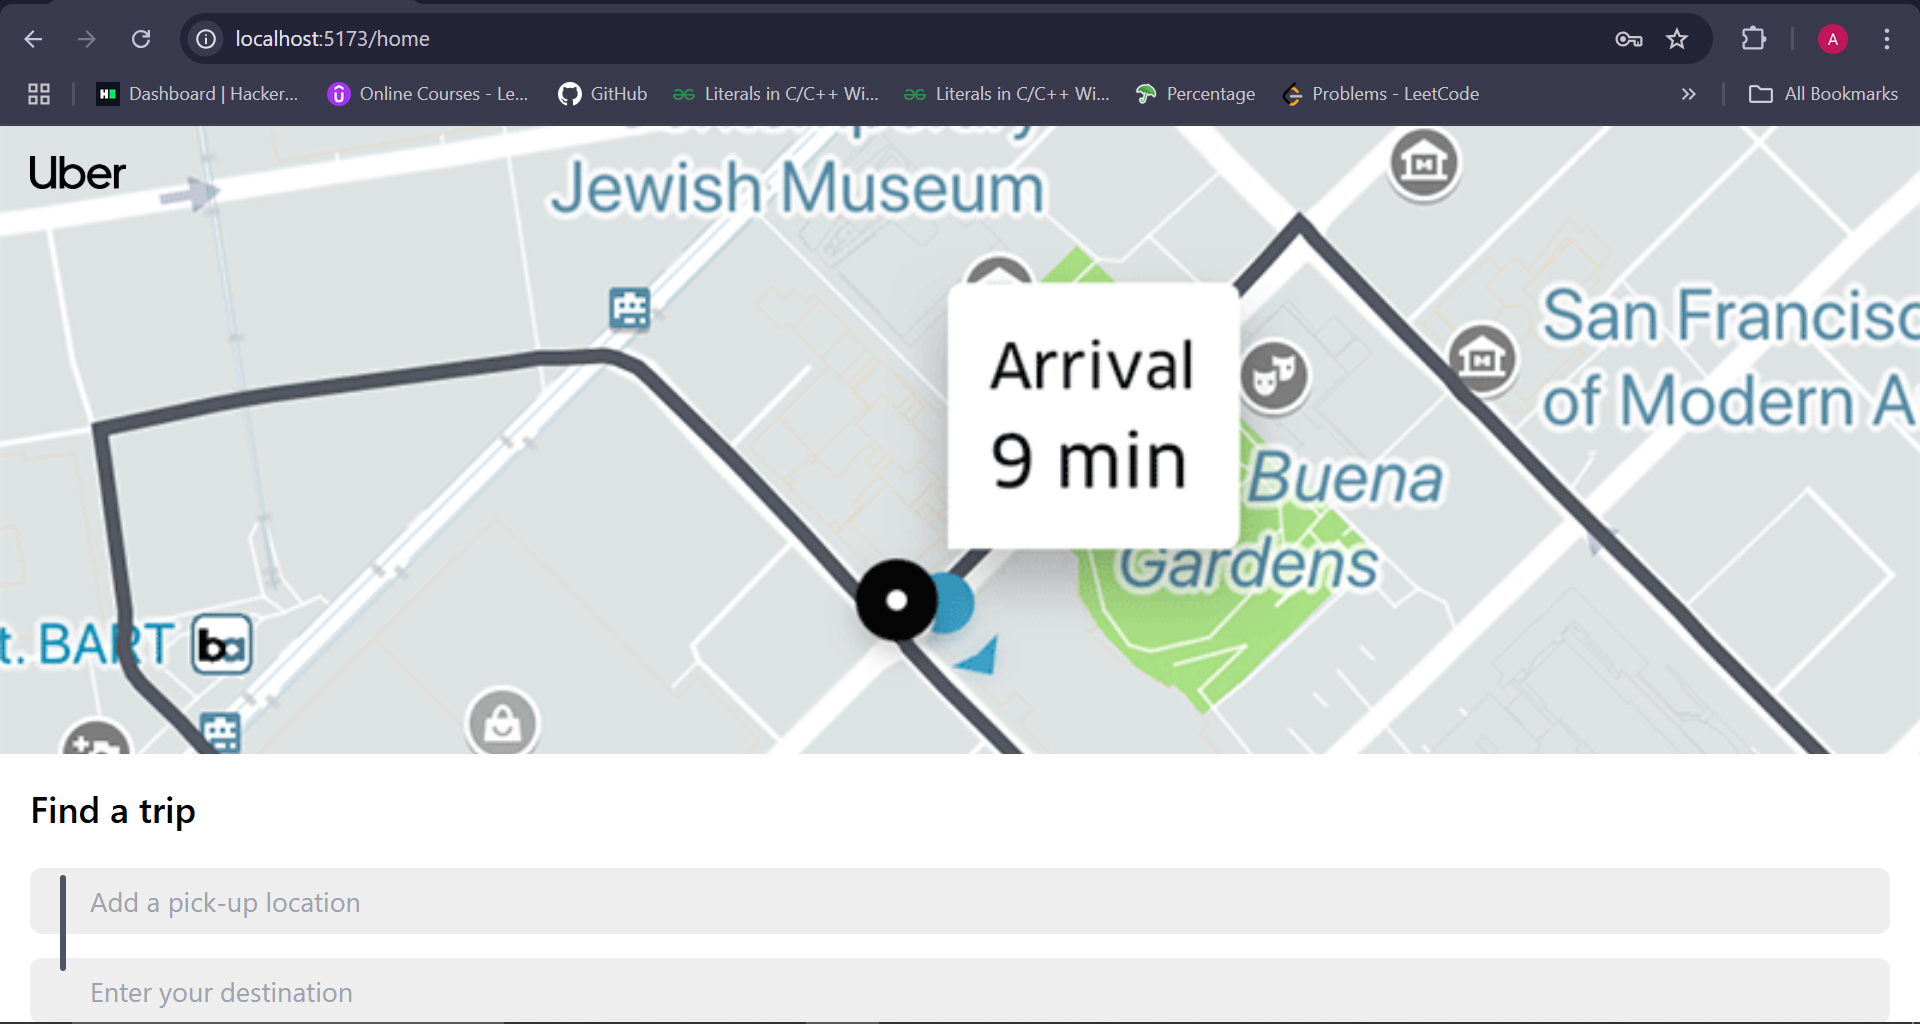 localhost:5173/home
A
Dashboard | Hacker...
Online Courses - Le...
GitHub
Literals in C/C++ Wi...
Literals in C/C++ Wi...
Percentage
Problems - LeetCode
»
All Bookmarks
Uber
Jewish Museum
San Francisc
of Modern A
Arrival
9 min
Buena
Gardens
t. BART
ba
Find a trip
Add a pick-up location
Enter your destination